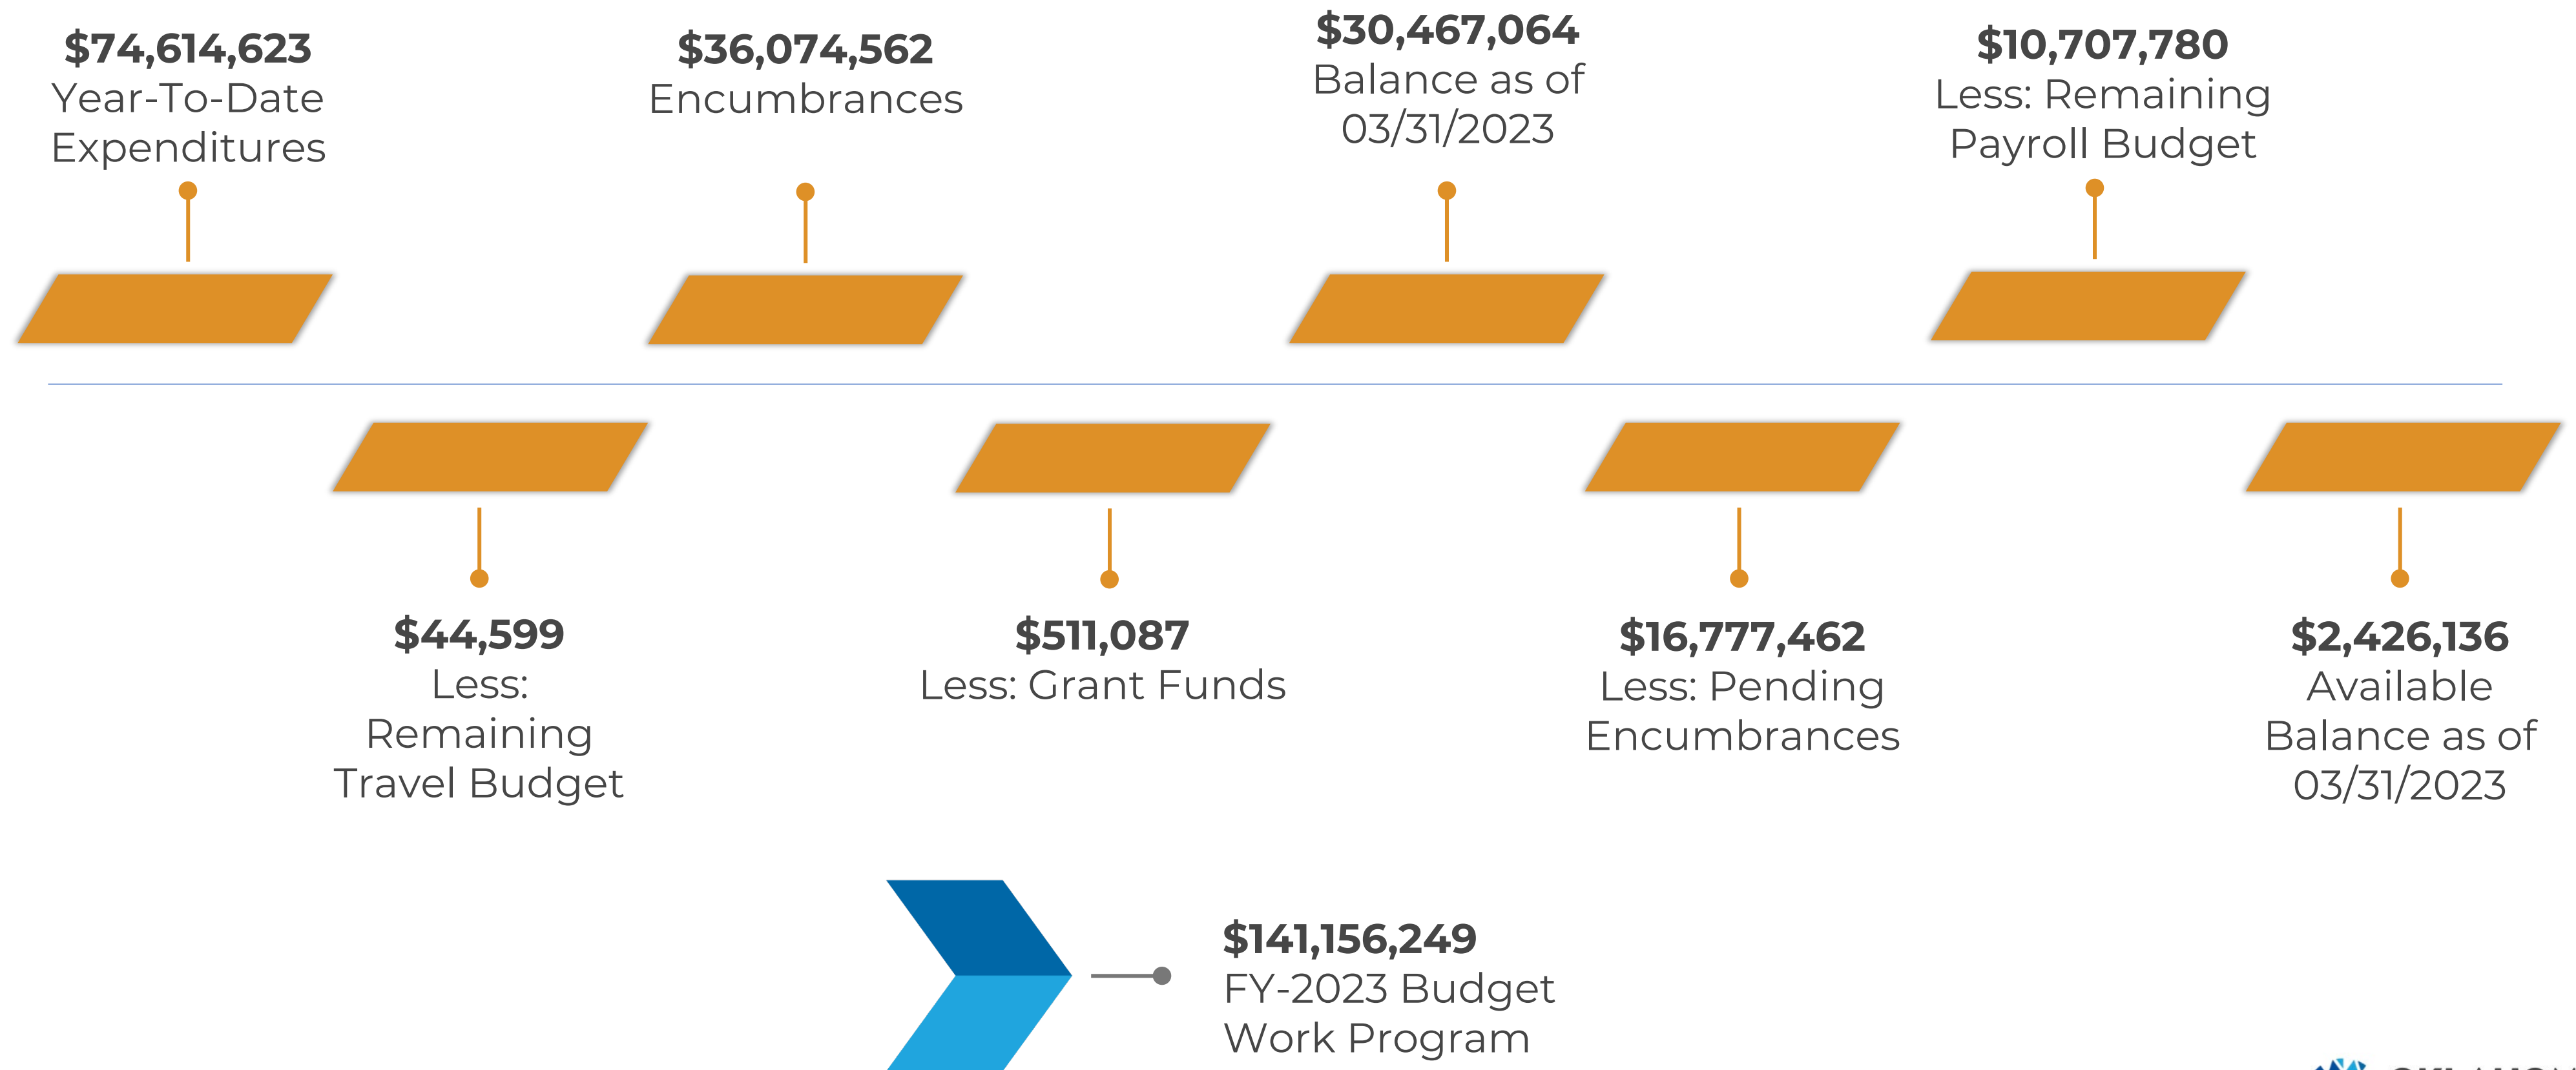 $74,614,623
Year-To-Date
Expenditures
$36,074,562
Encumbrances
$30,467,064
Balance as of
03/31/2023
$10,707,780
Less: Remaining
Payroll Budget
$44,599
Less:
Remaining
Travel Budget
$511,087
Less: Grant Funds
$16,777,462
Less: Pending
Encumbrances
$2,426,136
Available
Balance as of
03/31/2023
$141,156,249
FY-2023 Budget
Work Program